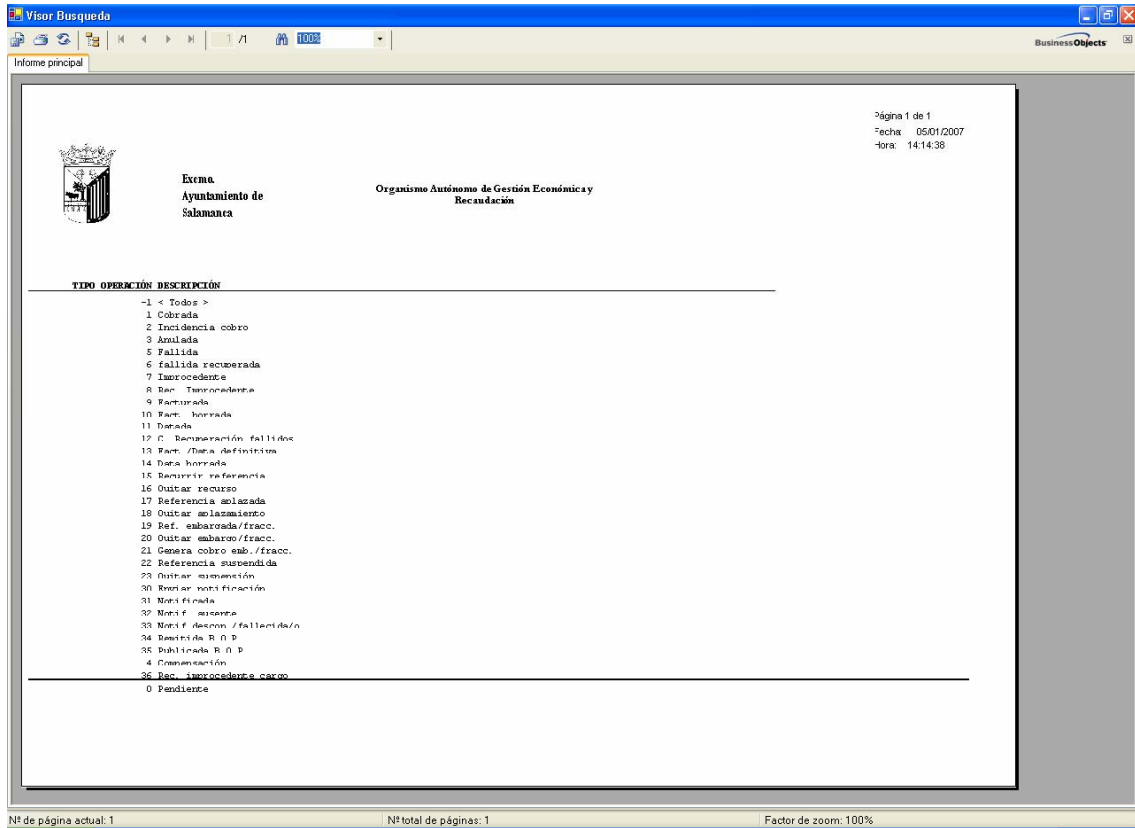 Visor Busqueda
1 /1 100%
BusinessObjects
Informe principal
Página 1 de 1
Fecha: 05/01/2007
Hora: 14:14:38
Excmo.
Ayuntamiento de
Salamanca
Organismo Autónomo de Gestión Económica y
Recaudación
TIPO OPERACIÓN DESCRIPCIÓN
-1 < Todos >
1 Cobrada
2 Incidencia cobro
3 Anulada
5 Fallida
6 fallida recuperada
7 Improcedente
8 Rec. Improcedente
9 Facturada
10 Fact. borrada
11 Datada
12 C. Recuperación fallidos
13 Fact./Data definitiva
14 Data borrada
15 Recurrir referencia
16 Quitar recurso
17 Referencia aplazada
18 Quitar aplazamiento
19 Ref. embargada/fracc.
20 Quitar embargo/fracc.
21 Genera cobro emb./fracc.
22 Referencia suspendida
23 Quitar suspensión
30 Enviar notificación
31 Notificada
32 Notif. ausente
33 Notif.descon./fallecida/o
34 Remitida B.O.P.
35 Publicada B.O.P.
4 Compensación
36 Rec. improcedente cargo
0 Pendiente
Nº de página actual: 1 Nº total de páginas: 1 Factor de zoom: 100%